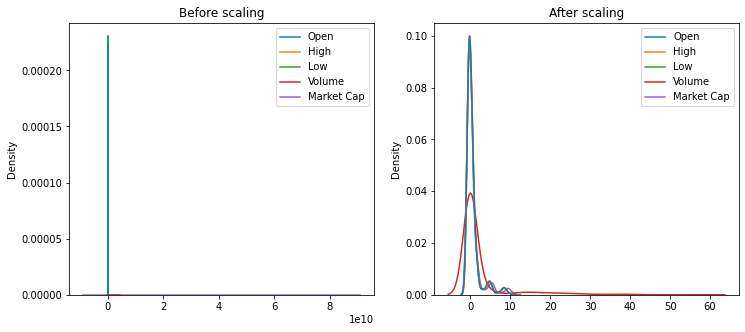 Before scaling
Density
0.00020
0.00015
0.00010
0.00005
0.00000
0
2
4
6
8
1e10
Open
High
Low
Volume
Market Cap
After scaling
Density
0.10
0.08
0.06
0.04
0.02
0.00
0
10
20
30
40
50
60
Open
High
Low
Volume
Market Cap